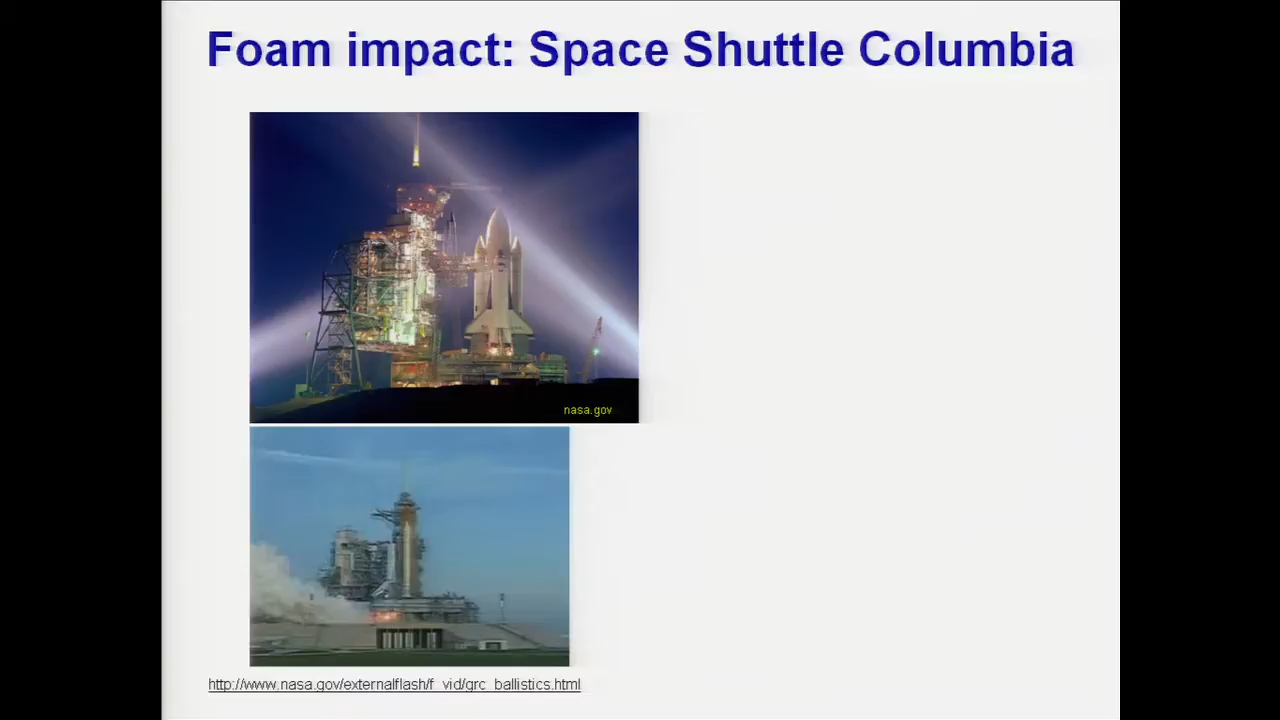 Foam impact: Space Shuttle Columbia
nasa.gov
http://www.nasa.gov/externalflash/f_vid/grc_ballistics.html